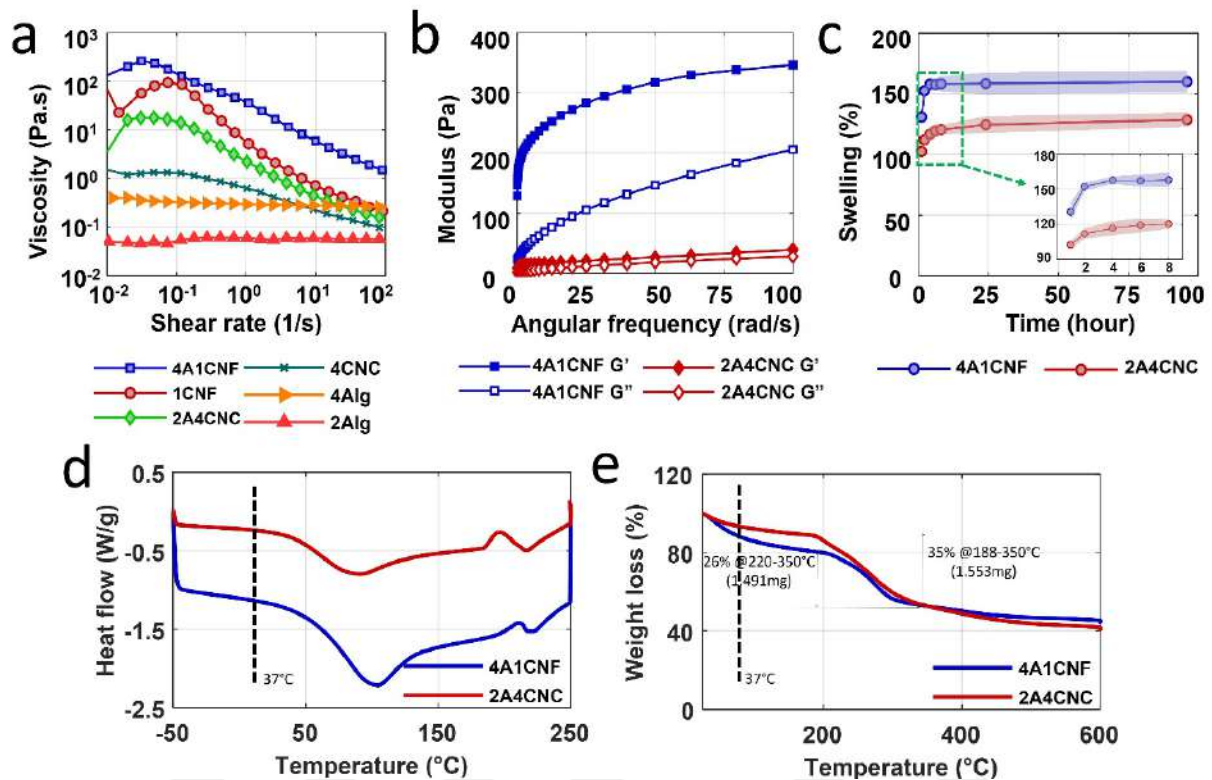 a
10³
10²
10¹
10⁰
10⁻¹
10⁻²
Viscosity (Pa.s)
10⁻² 10⁻¹ 10⁰ 10¹ 10²
Shear rate (1/s)
4A1CNF 4CNC
1CNF 4Alg
2A4CNC 2Alg
b
400
300
200
100
0
Modulus (Pa)
0 25 50 75 100
Angular frequency (rad/s)
4A1CNF G’ 2A4CNC G’
4A1CNF G” 2A4CNC G”
c
200
150
100
50
0
Swelling (%)
180
150
120
90
2 4 6 8
0 25 50 75 100
Time (hour)
4A1CNF 2A4CNC
d
0.5
-0.5
-1.5
-2.5
Heat flow (W/g)
37°C
4A1CNF
2A4CNC
-50 50 150 250
Temperature (°C)
e
120
80
40
0
Weight loss (%)
26% @220-350°C
(1.491mg)
35% @188-350°C
(1.553mg)
37°C
4A1CNF
2A4CNC
200 400 600
Temperature (°C)